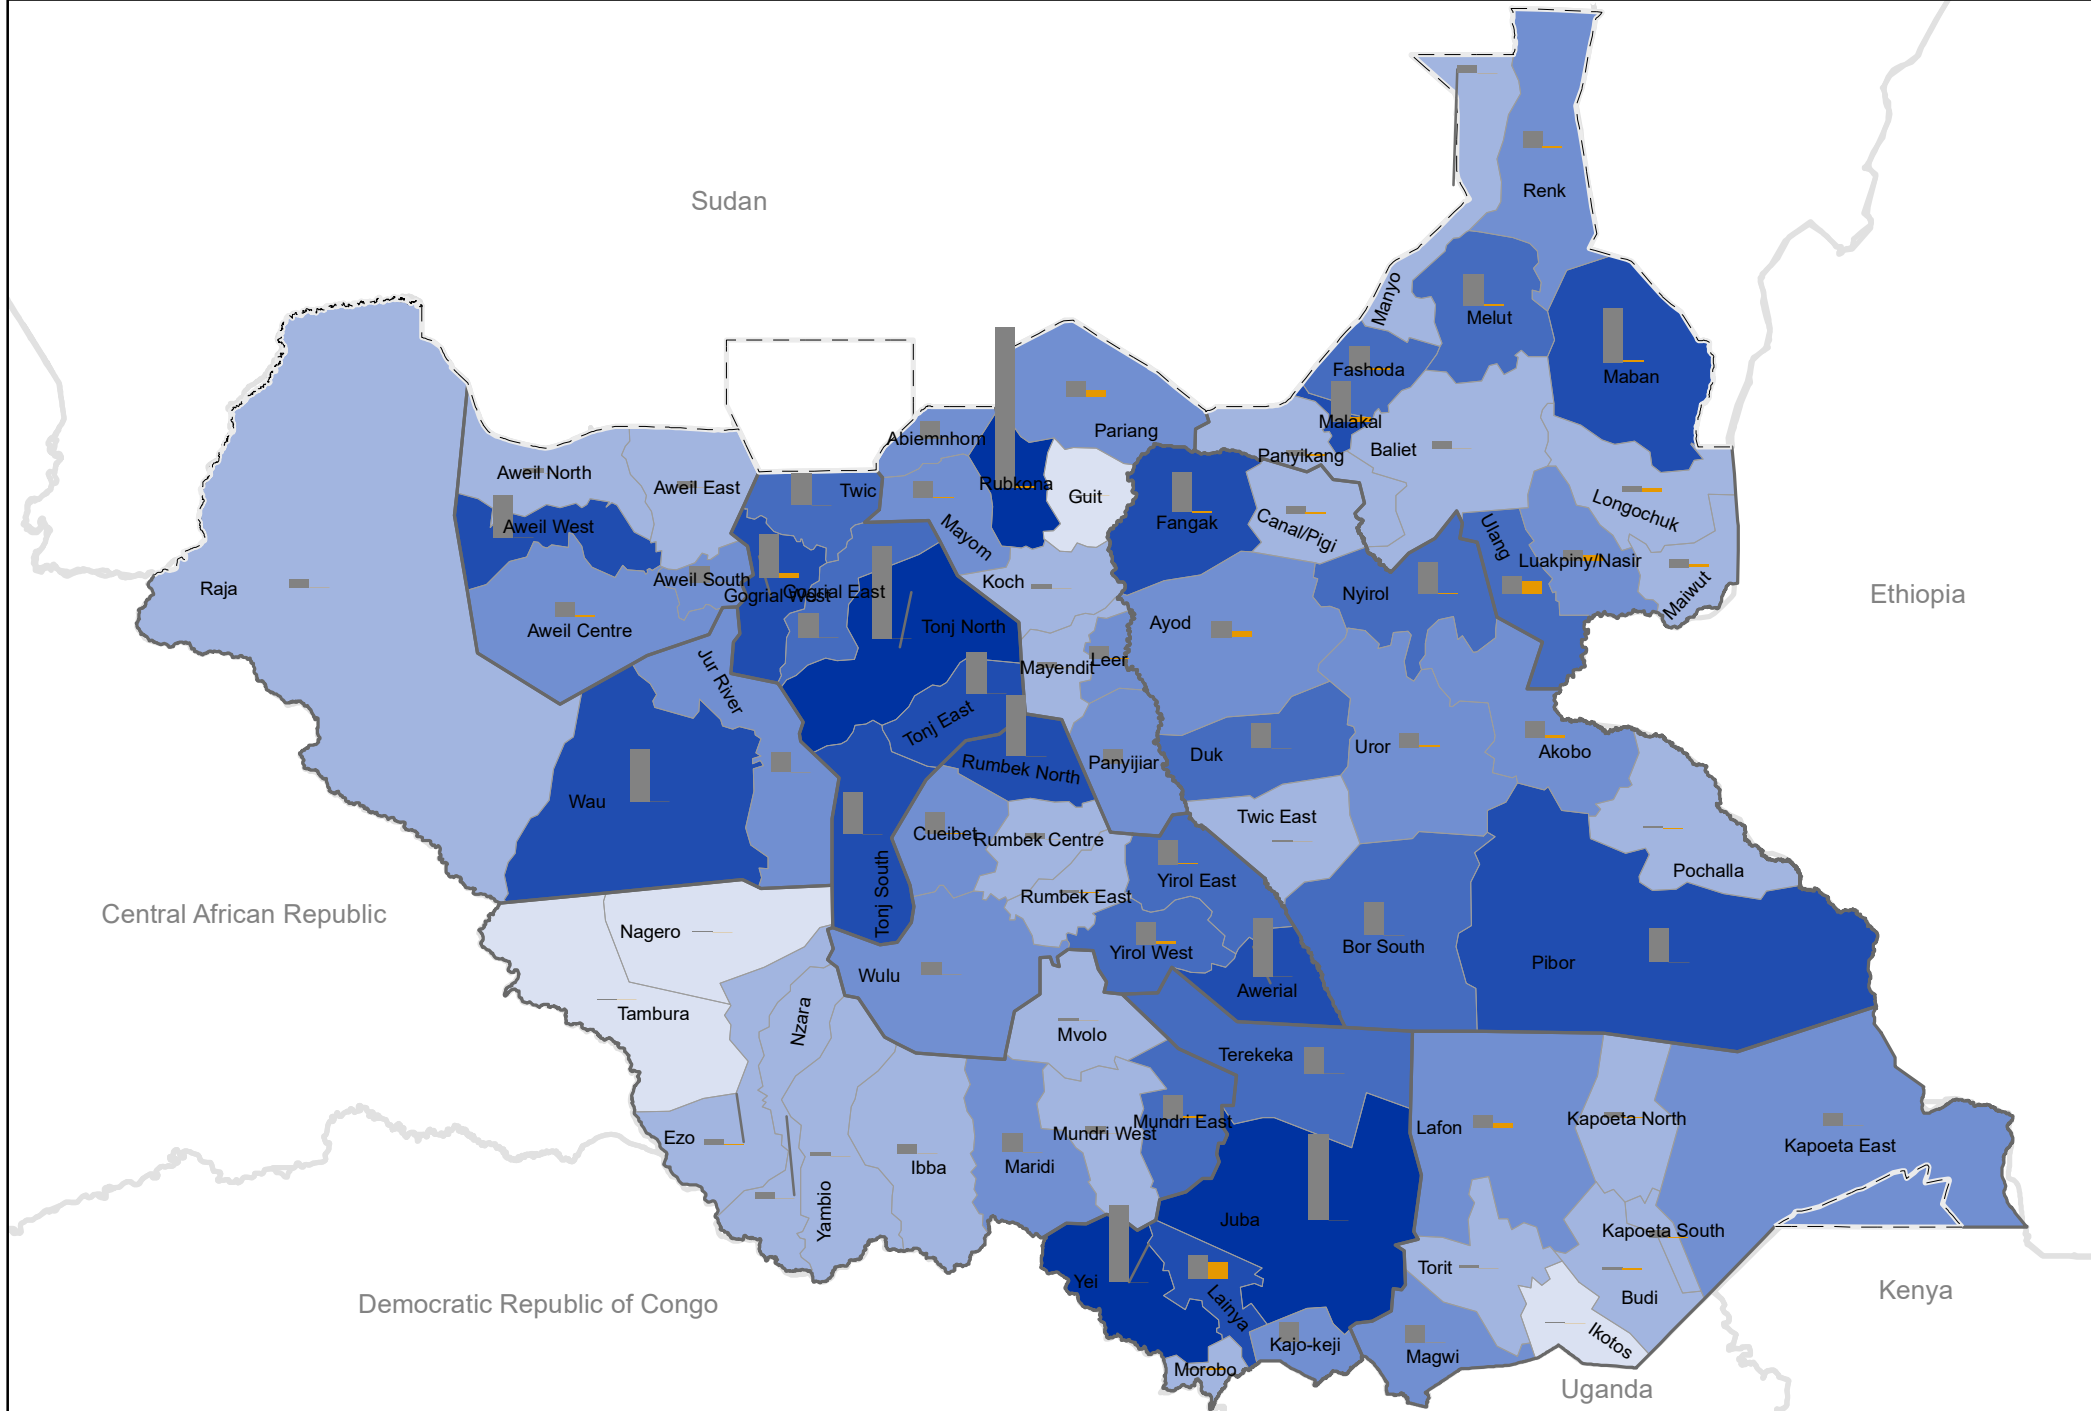 Sudan
Renk
Manyo
Melut
Fashoda
Maban
Malakal
Abiemnhom
Pariang
Panyikang
Baliet
Aweil North
Aweil East
Twic
Rubkona
Guit
Longochuk
Aweil West
Mayom
Fangak
Canal/Pigi
Ulang
Luakpiny/Nasir
Raja
Aweil South
Gogrial West
Gogrial East
Koch
Nyirol
Maiwut
Ethiopia
Aweil Centre
Tonj North
Ayod
Jur River
Mayendit
Leer
Tonj East
Duk
Uror
Akobo
Rumbek North
Panyijiar
Wau
Twic East
Cueibet
Rumbek Centre
Pochalla
Tonj South
Yirol East
Rumbek East
Central African Republic
Nagero
Yirol West
Bor South
Pibor
Wulu
Awerial
Tambura
Nzara
Mvolo
Terekeka
Ezo
Mundri East
Mundri West
Lafon
Kapoeta North
Kapoeta East
Ibba
Maridi
Yambio
Juba
Kapoeta South
Torit
Yei
Budi
Kenya
Democratic Republic of Congo
Lainya
Kajo-keji
Ikotos
Magwi
Morobo
Uganda